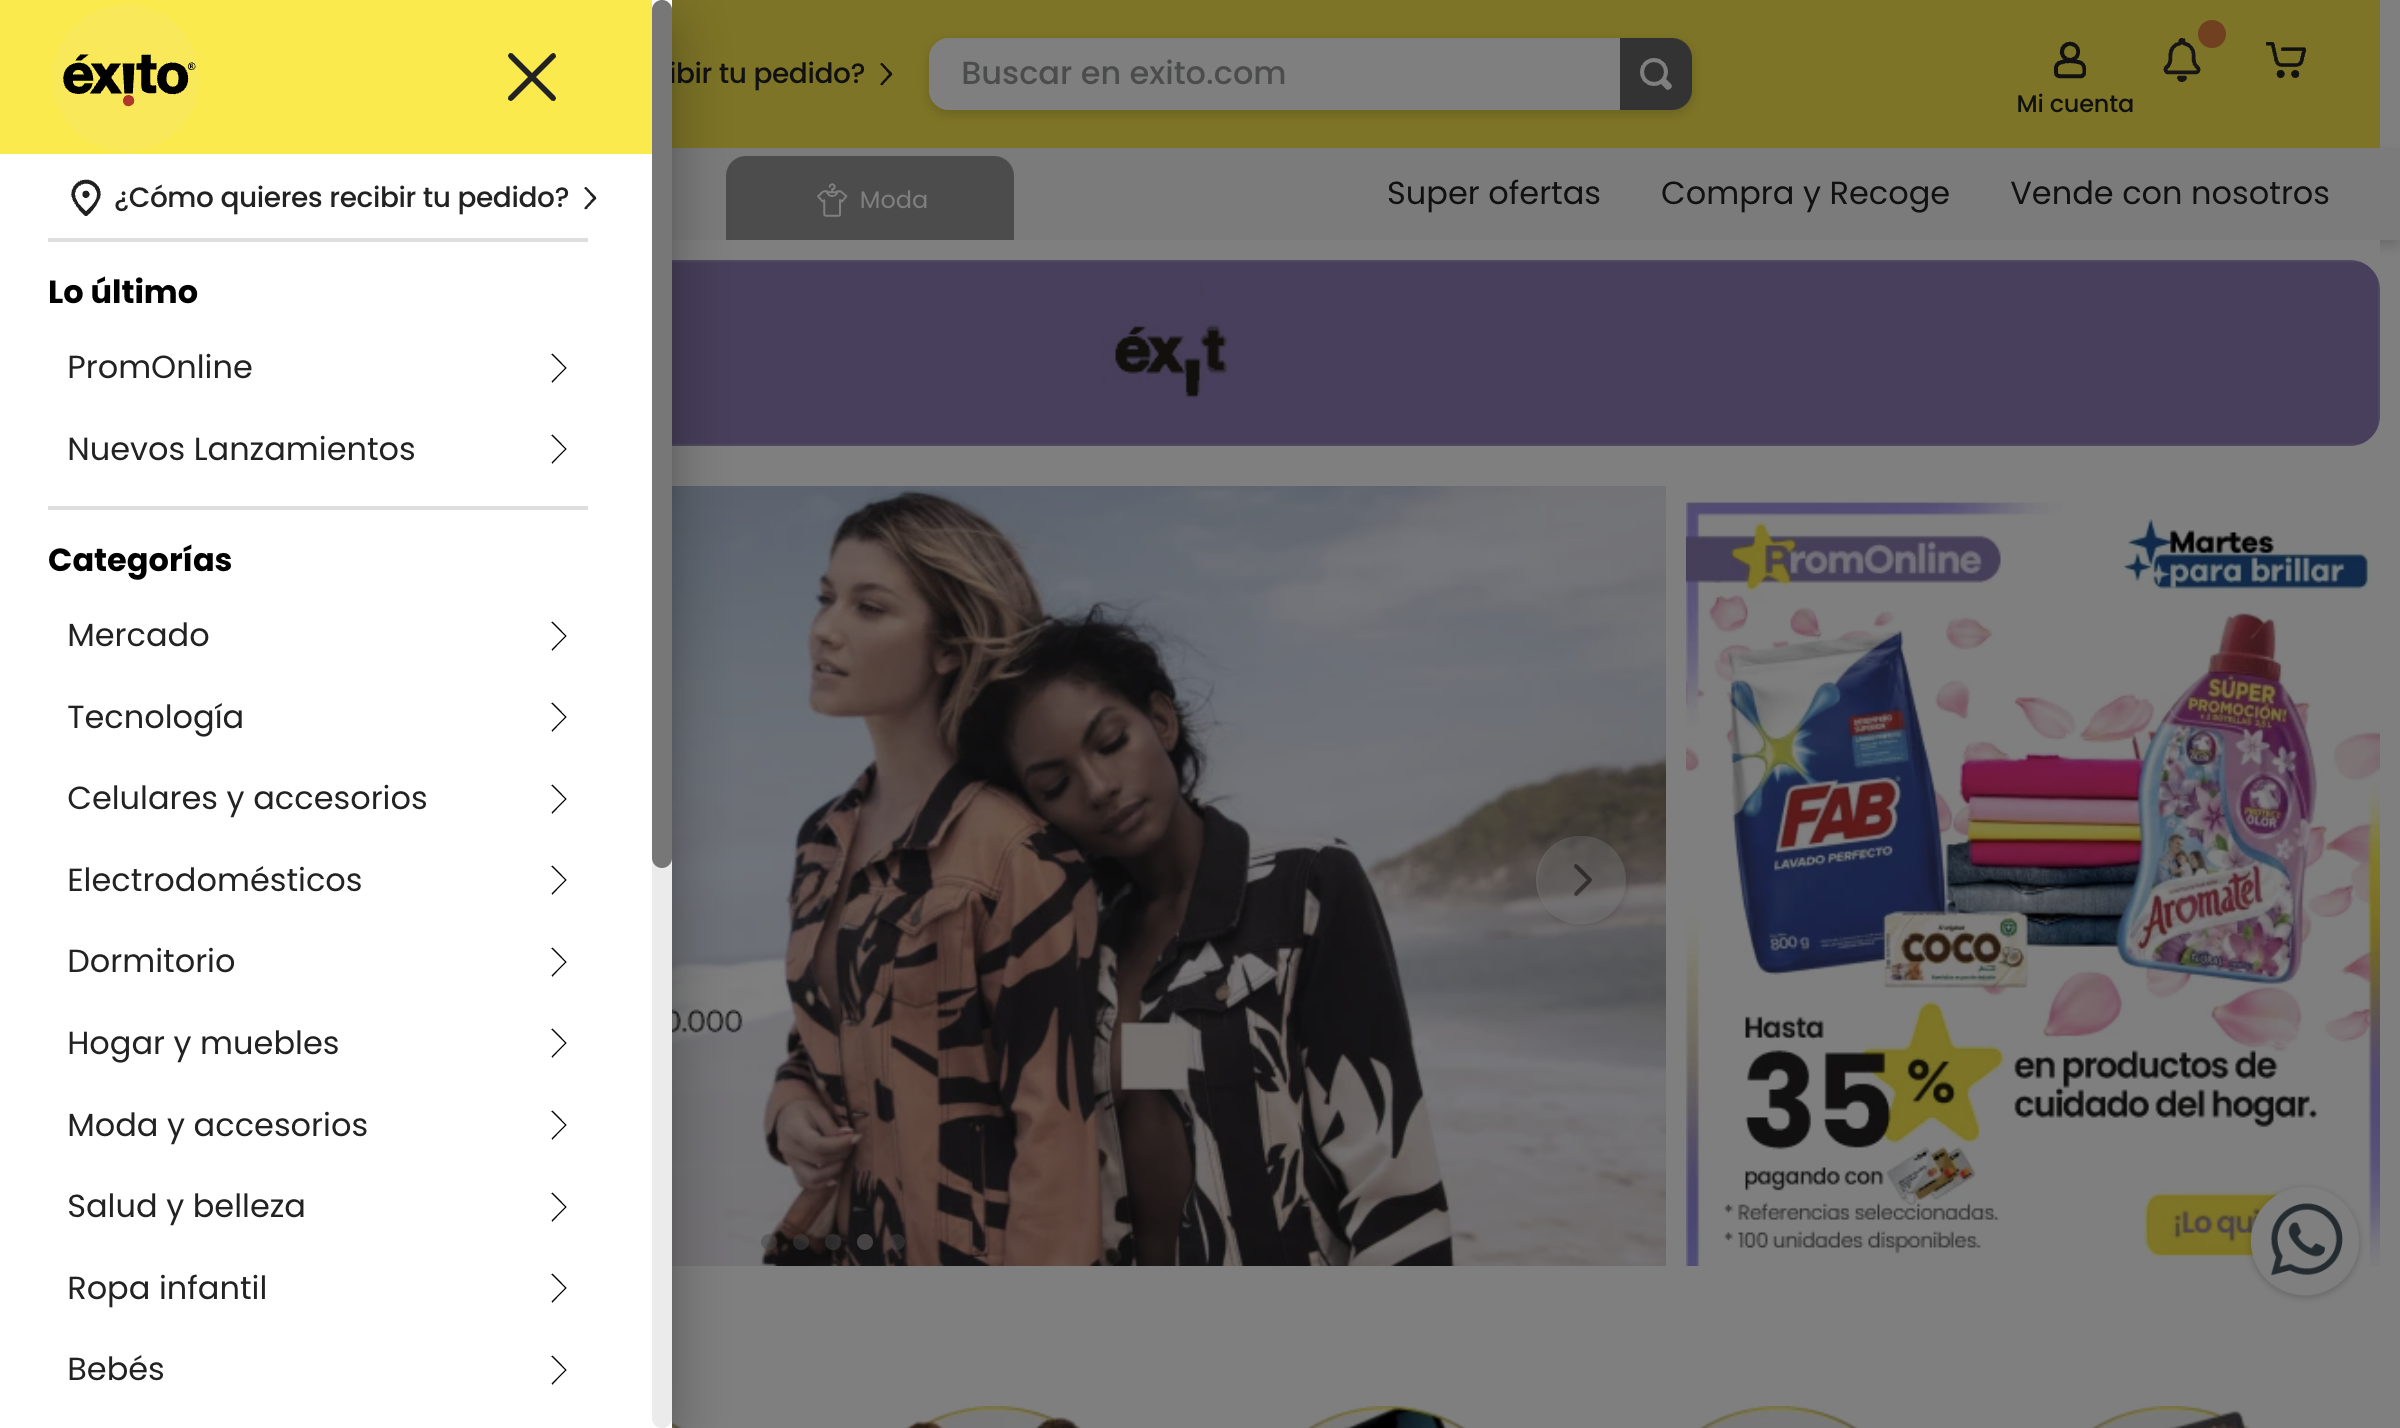 éxito
¿Cómo quieres recibir tu pedido?
Lo último
PromOnline
Nuevos Lanzamientos
Categorías
Mercado
Tecnología
Celulares y accesorios
Electrodomésticos
Dormitorio
Hogar y muebles
Moda y accesorios
Salud y belleza
Ropa infantil
Bebés
tu pedido?
Buscar en exito.com
Mi cuenta
Moda
Super ofertas
Compra y Recoge
Vende con nosotros
éxıt
0.000
PromOnline
Martes
para brillar
SÚPER
PROMOCIÓN!
FAB
LAVADO PERFECTO
800 g
COCO
Aromatel
Hasta
35%
en productos de
cuidado del hogar.
pagando con
* Referencias seleccionadas.
* 100 unidades disponibles.
¡Lo